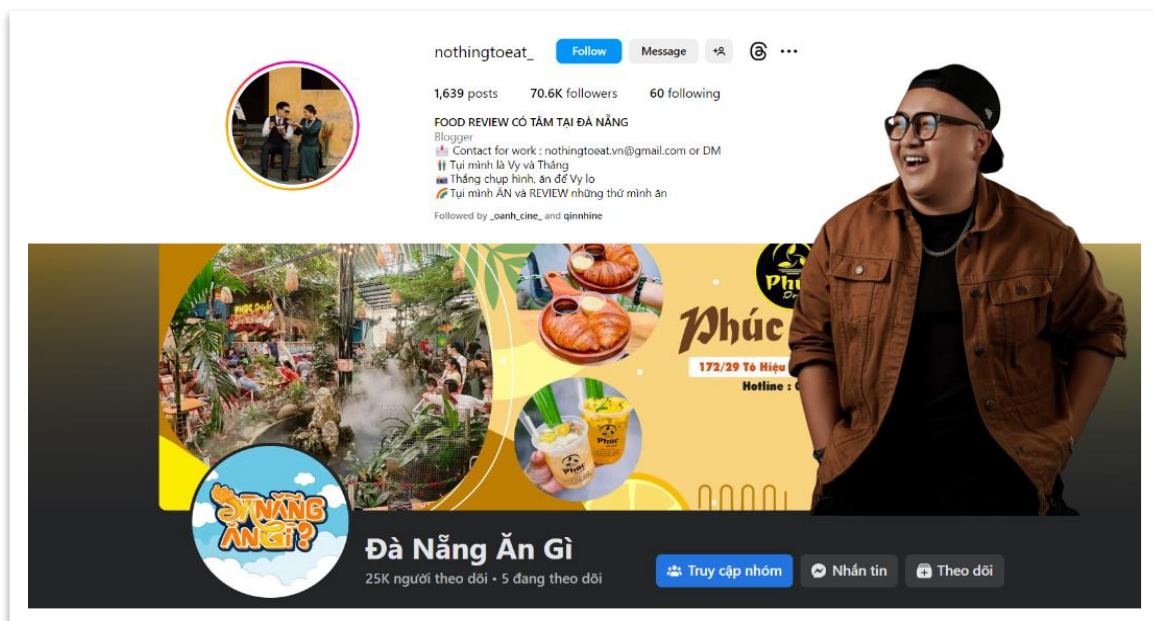 nothingtoeat_ Follow Message
1,639 posts 70.6K followers 60 following
FOOD REVIEW CÓ TÂM TẠI ĐÀ NẴNG
Blogger
Contact for work : nothingtoeat.vn@gmail.com or DM
Tụi mình là Vy và Thắng
Thắng chụp hình, ăn để Vy lo
Tụi mình ĂN và REVIEW những thứ mình ăn
Followed by _oanh_cine_ and qinnhine
Phúc
172/29 Tô Hiệu
Hotline :
Phúc
ĐÀ NẴNG
ĂN GÌ?
Đà Nẵng Ăn Gì
25K người theo dõi • 5 đang theo dõi
Truy cập nhóm Nhắn tin Theo dõi